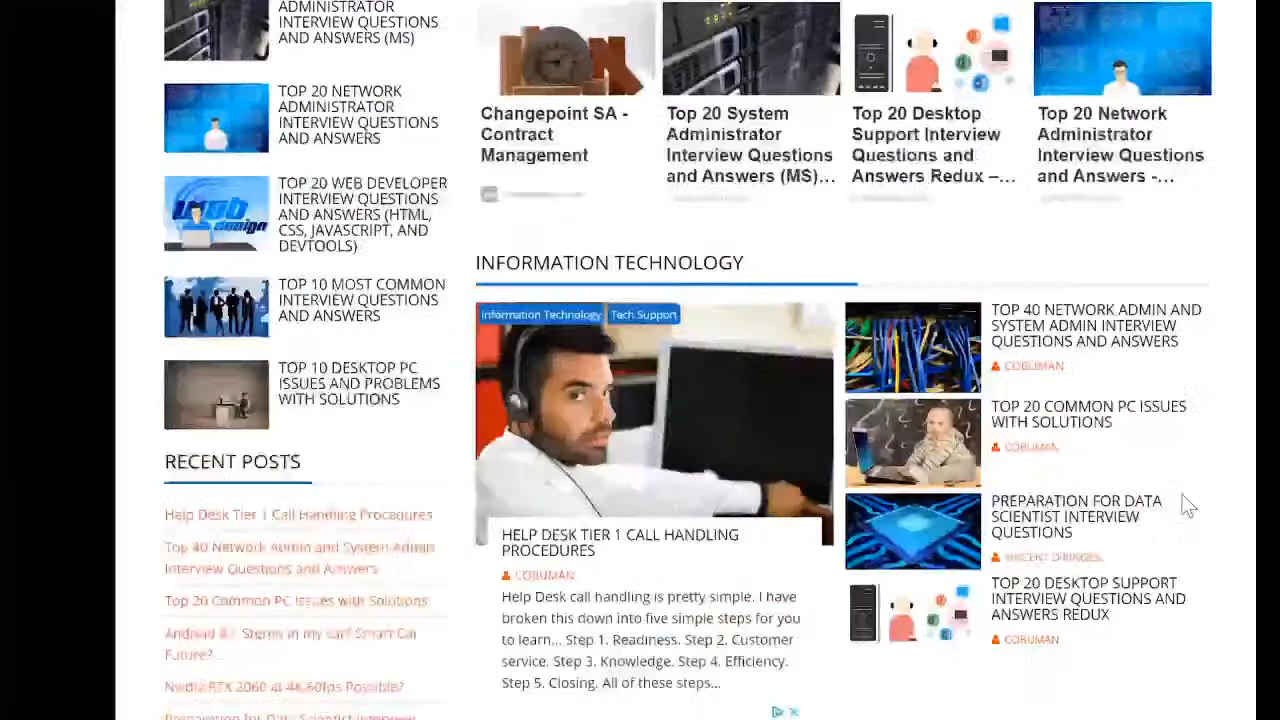 ADMINISTRATOR
INTERVIEW QUESTIONS
AND ANSWERS (MS)
TOP 20 NETWORK
ADMINISTRATOR
INTERVIEW QUESTIONS
AND ANSWERS
TOP 20 WEB DEVELOPER
INTERVIEW QUESTIONS
AND ANSWERS (HTML,
CSS, JAVASCRIPT, AND
DEVTOOLS)
web
design
TOP 10 MOST COMMON
INTERVIEW QUESTIONS
AND ANSWERS
TOP 10 DESKTOP PC
ISSUES AND PROBLEMS
WITH SOLUTIONS
RECENT POSTS
Help Desk Tier 1 Call Handling Procedures
Top 40 Network Admin and System Admin
Interview Questions and Answers
Top 20 Common PC Issues with Solutions
Future?
Nvidia RTX 2060 at 4K 60fps Possible?
Preparation for Data Scientist Interview
Changepoint SA -
Contract
Management
Top 20 System
Administrator
Interview Questions
and Answers (MS)...
Top 20 Desktop
Support Interview
Questions and
Answers Redux –...
Top 20 Network
Administrator
Interview Questions
and Answers -...
INFORMATION TECHNOLOGY
Information Technology
Tech Support
HELP DESK TIER 1 CALL HANDLING
PROCEDURES
COBUMAN
Help Desk call handling is pretty simple. I have
broken this down into five simple steps for you
to learn... Step 1. Readiness. Step 2. Customer
service. Step 3. Knowledge. Step 4. Efficiency.
Step 5. Closing. All of these steps...
TOP 40 NETWORK ADMIN AND
SYSTEM ADMIN INTERVIEW
QUESTIONS AND ANSWERS
COBUMAN
TOP 20 COMMON PC ISSUES
WITH SOLUTIONS
COBUMAN
PREPARATION FOR DATA
SCIENTIST INTERVIEW
QUESTIONS
VINCENT
TOP 20 DESKTOP SUPPORT
INTERVIEW QUESTIONS AND
ANSWERS REDUX
COBUMAN